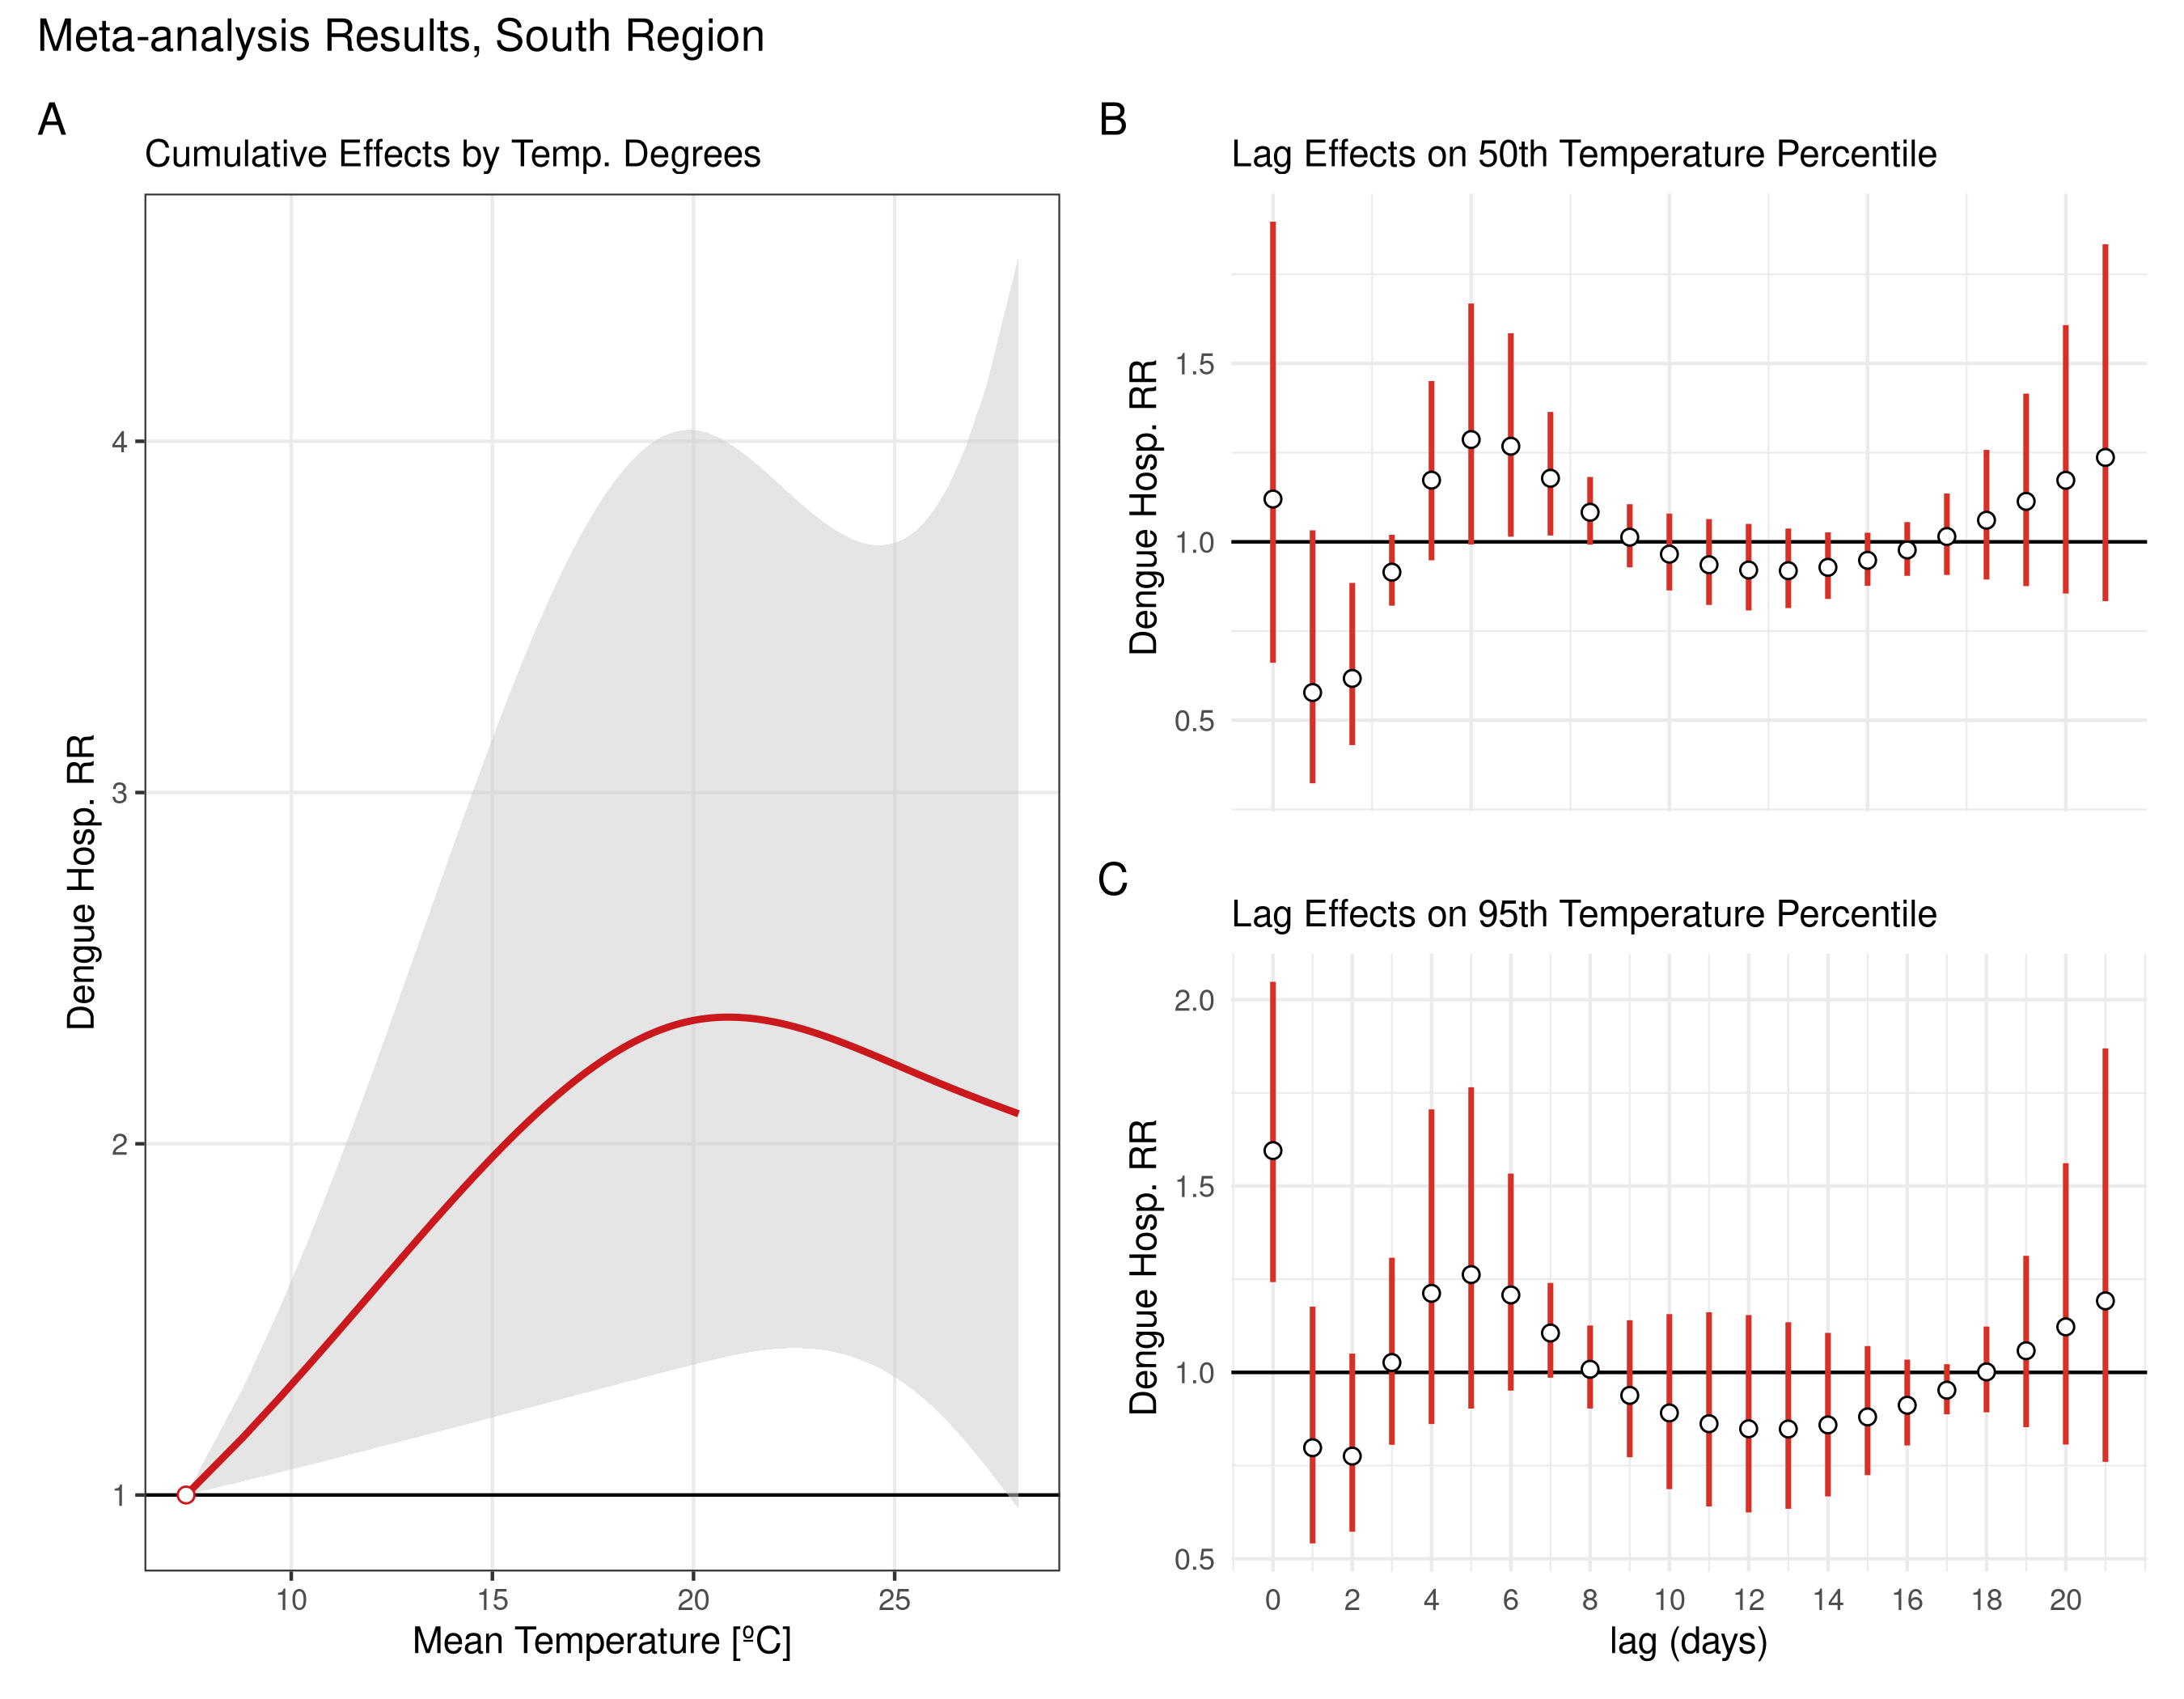 Meta-analysis Results, South Region
A
Cumulative Effects by Temp. Degrees
Dengue Hosp. RR
4
3
2
1
10 15 20 25
Mean Temperature [ºC]
B
Lag Effects on 50th Temperature Percentile
Dengue Hosp. RR
1.5
1.0
0.5
C
Lag Effects on 95th Temperature Percentile
Dengue Hosp. RR
2.0
1.5
1.0
0.5
0 2 4 6 8 10 12 14 16 18 20
lag (days)